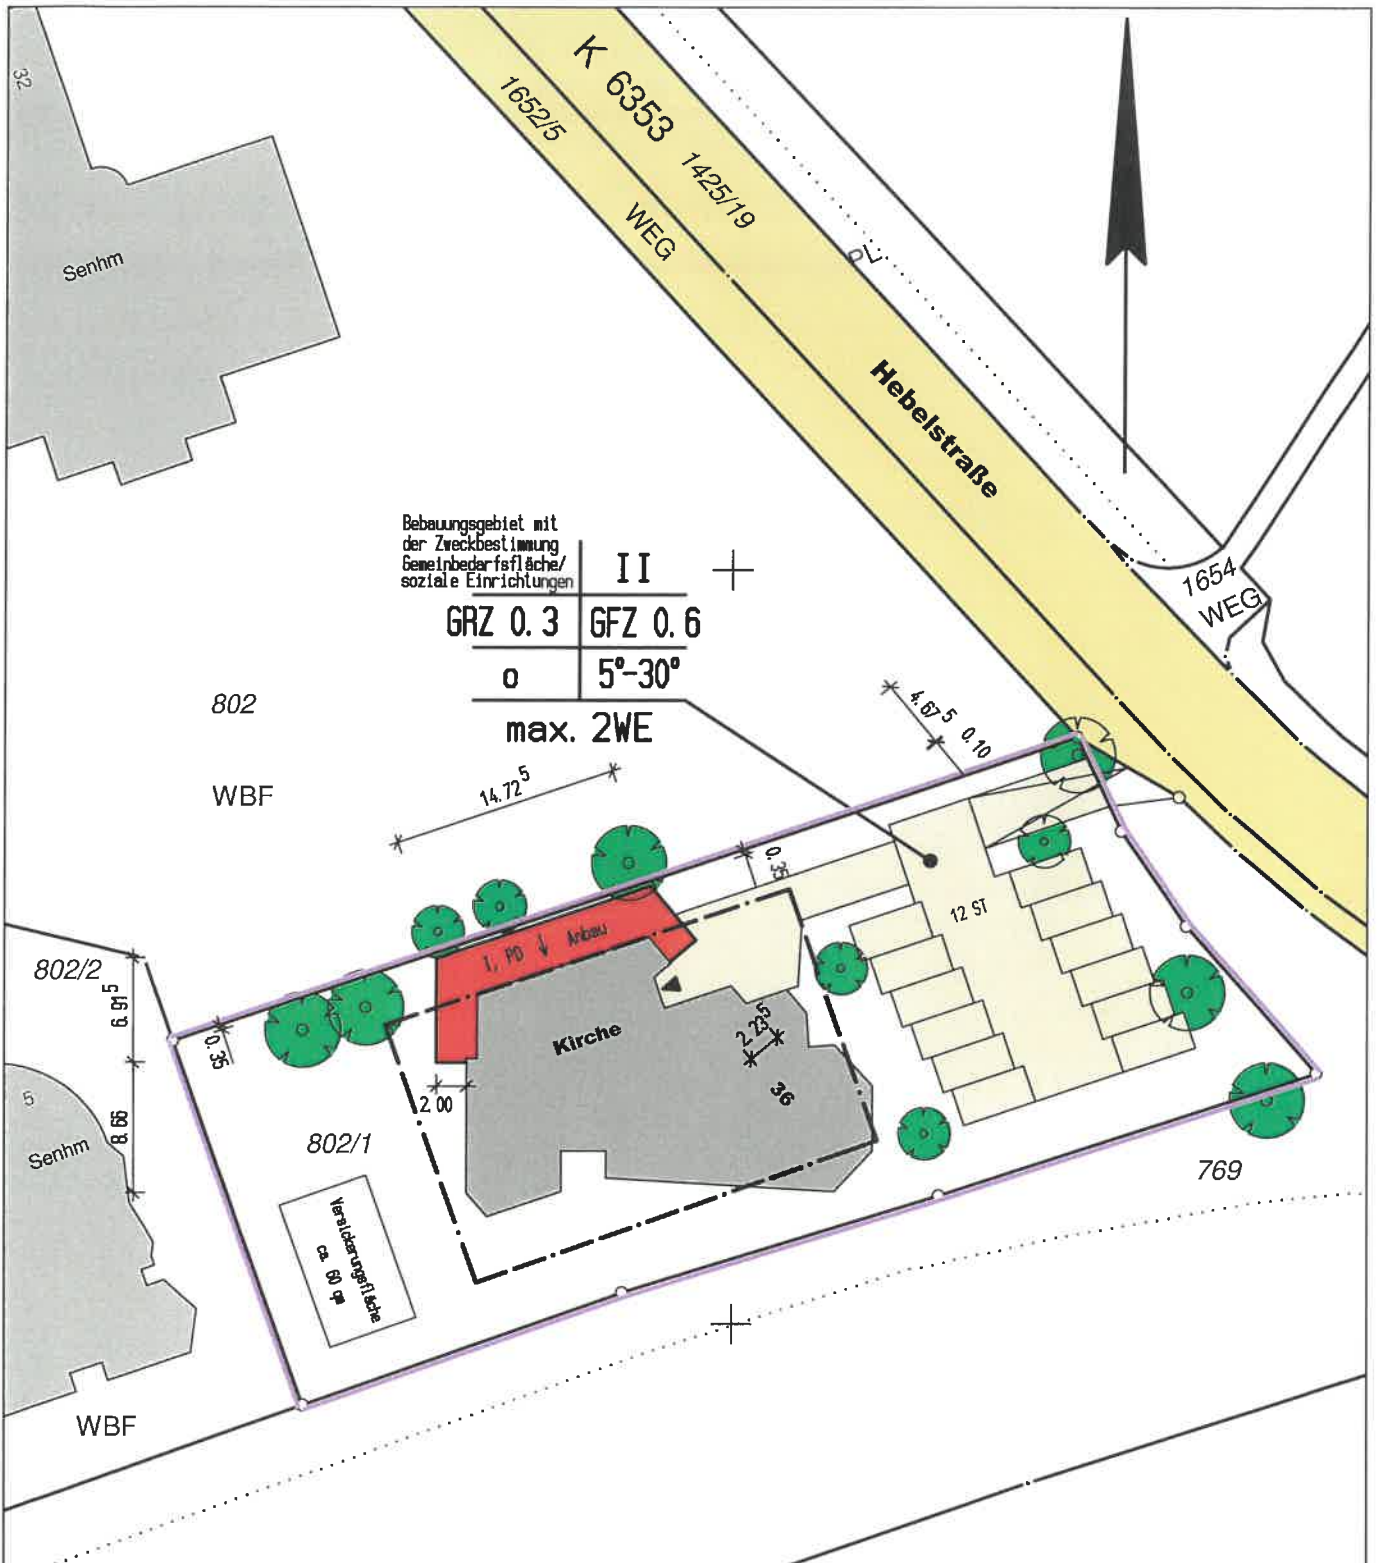 32
K 6353
1652/5
1425/19
WEG
Senhm
PL
Hebelstraße
Bebauungsgebiet mit
der Zweckbestimmung
Gemeinbedarfsfläche/
soziale Einrichtungen
II
GRZ 0.3
GFZ 0.6
o
5°-30°
max. 2WE
1654
WEG
802
WBF
4.67⁵
0.10
14.72⁵
0.35
12 ST
I, PD ↓ Anbau
802/2
6.91⁵
0.35
Kirche
2.23⁵
36
2.00
5
Senhm
8.66
802/1
769
Versickerungsfläche
ca. 60 qm
WBF